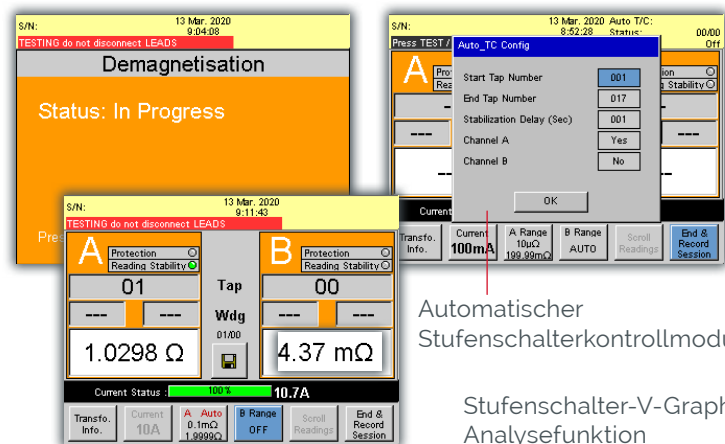 S/N:
13 Mar. 2020
9:04:08
TESTING do not disconnect LEADS
Demagnetisation
Status: In Progress
S/N:
13 Mar. 2020
8:52:28
Auto T/C:
Status:
00/00
Off
Press TEST /
Auto_TC Config
A
Start Tap Number 001
End Tap Number 017
Stabilization Delay (Sec) 001
Channel A Yes
Channel B No
OK
---
Current
Transfo. Info.
Current 100mA
A Range 10μΩ 199.99mΩ
B Range AUTO
Scroll Readings
End & Record Session
S/N:
13 Mar. 2020
9:11:43
TESTING do not disconnect LEADS
A
Protection
Reading Stability
B
Protection
Reading Stability
01 Tap 00
--- --- Wdg --- ---
01/00
1.0298 Ω
4.37 mΩ
Current Status : 100 % 10.7A
Transfo. Info.
Current 10A
A Auto 0.1mΩ 1.9999Ω
B Range OFF
Scroll Readings
End & Record Session
Automatischer
Stufenschalter-V-Graph
Analysefunktion